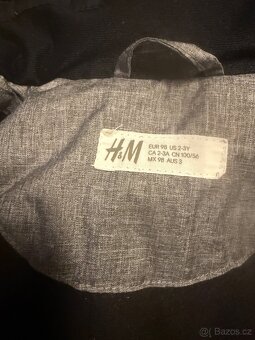 H&M
EUR 98 US 2-3Y
CA 2-3A CN 100/56
MX 98 AUS 3
© Bazos.cz